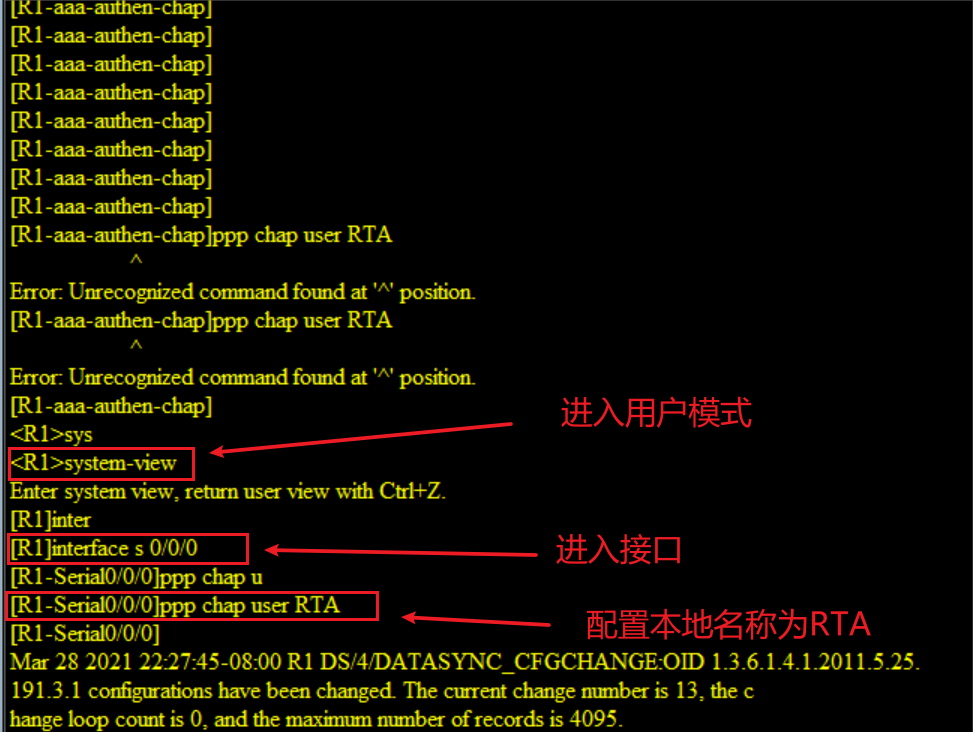 [R1-aaa-authen-chap]
[R1-aaa-authen-chap]
[R1-aaa-authen-chap]
[R1-aaa-authen-chap]
[R1-aaa-authen-chap]
[R1-aaa-authen-chap]
[R1-aaa-authen-chap]
[R1-aaa-authen-chap]
[R1-aaa-authen-chap]ppp chap user RTA
^
Error: Unrecognized command found at '^' position.
[R1-aaa-authen-chap]ppp chap user RTA
^
Error: Unrecognized command found at '^' position.
[R1-aaa-authen-chap]
进入用户模式
<R1>sys
<R1>system-view
Enter system view, return user view with Ctrl+Z.
[R1]inter
[R1]interface s 0/0/0
进入接口
[R1-Serial0/0/0]ppp chap u
[R1-Serial0/0/0]ppp chap user RTA
配置本地名称为RTA
[R1-Serial0/0/0]
Mar 28 2021 22:27:45-08:00 R1 DS/4/DATASYNC_CFGCHANGE:OID 1.3.6.1.4.1.2011.5.25.
191.3.1 configurations have been changed. The current change number is 13, the c
hange loop count is 0, and the maximum number of records is 4095.